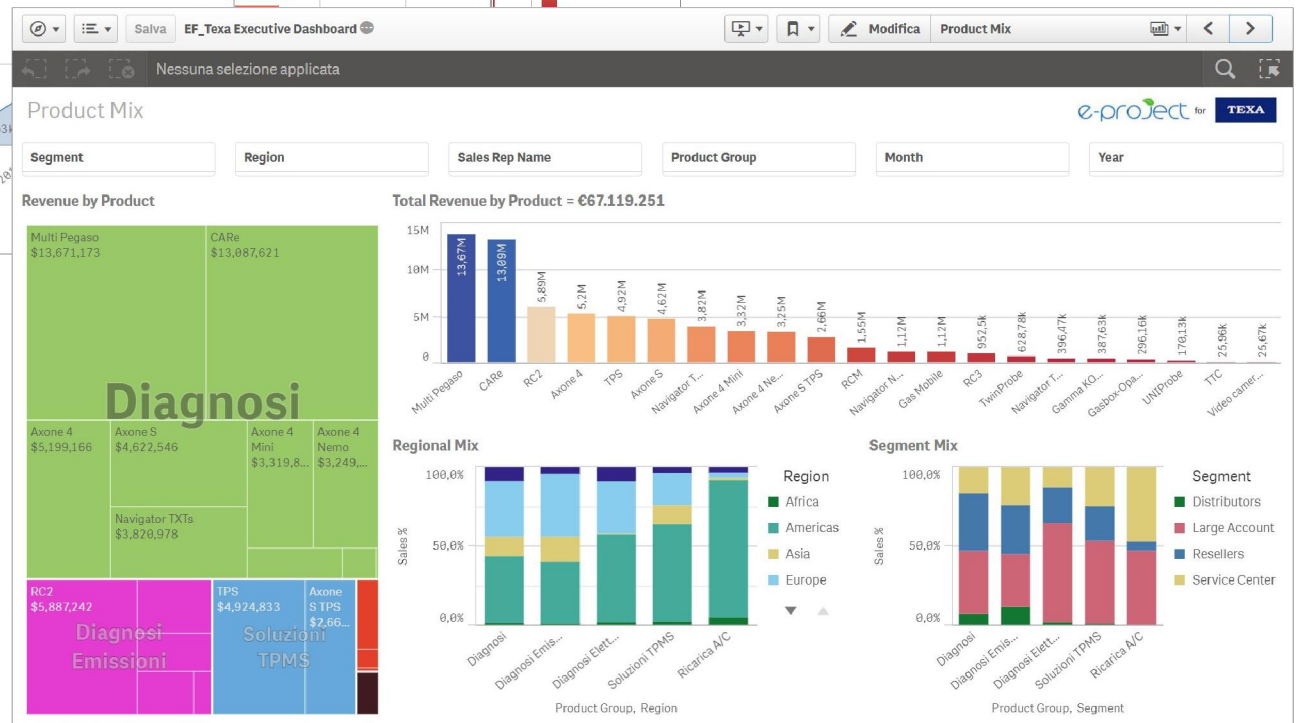 Salva
EF_Texa Executive Dashboard
Modifica
Product Mix
Nessuna selezione applicata
Product Mix
e-project for TEXA
Segment
Region
Sales Rep Name
Product Group
Month
Year
Revenue by Product
Total Revenue by Product = €67.119.251
Multi Pegaso
$13,671,173
CARe
$13,087,621
Diagnosi
Axone 4
$5,199,166
Axone S
$4,622,546
Axone 4
Mini
$3,319,8...
Axone 4
Nemo
$3,249,...
Navigator TXTs
$3,820,978
RC2
$5,887,242
Diagnosi
Emissioni
TPS
$4,924,833
Axone
S TPS
$2,66...
Soluzioni
TPMS
15M
10M
5M
0
13,67M
13,09M
5,89M
5,2M
4,92M
4,62M
3,82M
3,32M
3,25M
2,66M
1,55M
1,12M
1,12M
952,5k
628,78k
396,47k
387,63k
296,16k
170,13k
25,96k
25,67k
Multi Pegaso
CARe
RC2
Axone 4
TPS
Axone S
Navigator T...
Axone 4 Mini
Axone 4 Ne...
Axone S TPS
RCM
Navigator N...
Gas Mobile
RC3
TwinProbe
Navigator T...
Gamma KO...
Gasbox-Opa...
UNIProbe
TTC
Video camer...
Regional Mix
100,0%
50,0%
0,0%
Sales %
Diagnosi
Diagnosi Emis...
Diagnosi Elett...
Soluzioni TPMS
Ricarica A/C
Product Group, Region
Region
Africa
Americas
Asia
Europe
Segment Mix
100,0%
50,0%
0,0%
Sales %
Diagnosi
Diagnosi Emis...
Diagnosi Elett...
Soluzioni TPMS
Ricarica A/C
Product Group, Segment
Segment
Distributors
Large Account
Resellers
Service Center